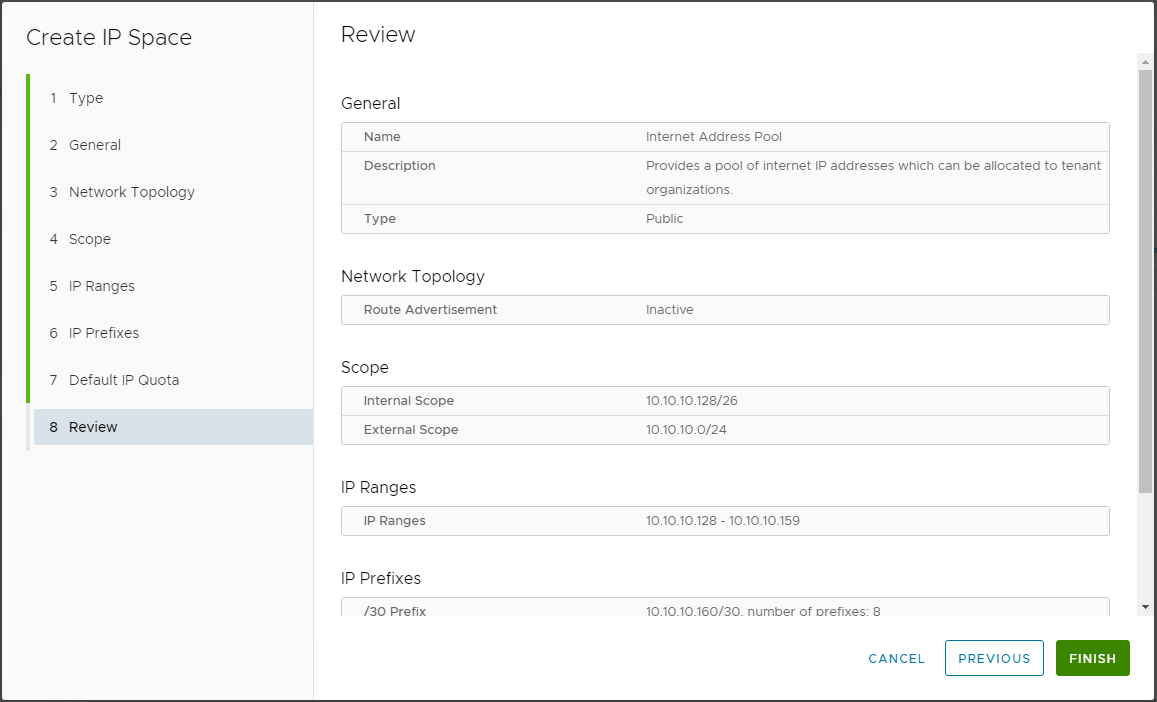 Create IP Space
1 Type
2 General
3 Network Topology
4 Scope
5 IP Ranges
6 IP Prefixes
7 Default IP Quota
8 Review
Review
General
Name Internet Address Pool
Description Provides a pool of internet IP addresses which can be allocated to tenant
organizations.
Type Public
Network Topology
Route Advertisement Inactive
Scope
Internal Scope 10.10.10.128/26
External Scope 10.10.10.0/24
IP Ranges
IP Ranges 10.10.10.128 - 10.10.10.159
IP Prefixes
/30 Prefix 10.10.10.160/30, number of prefixes: 8
CANCEL PREVIOUS FINISH